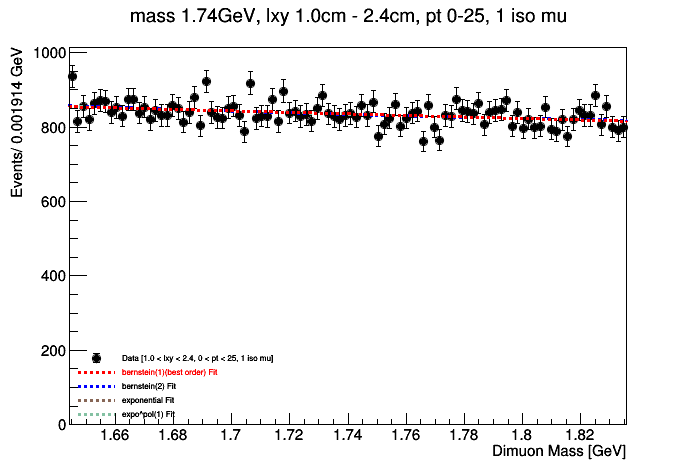 mass 1.74GeV, lxy 1.0cm - 2.4cm, pt 0-25, 1 iso mu
Events/ 0.001914 GeV
1000
800
600
400
200
0
Data [1.0 < lxy < 2.4, 0 < pt < 25, 1 iso mu]
bernstein(1)(best order) Fit
bernstein(2) Fit
exponential Fit
expo*pol(1) Fit
1.66 1.68 1.7 1.72 1.74 1.76 1.78 1.8 1.82
Dimuon Mass [GeV]